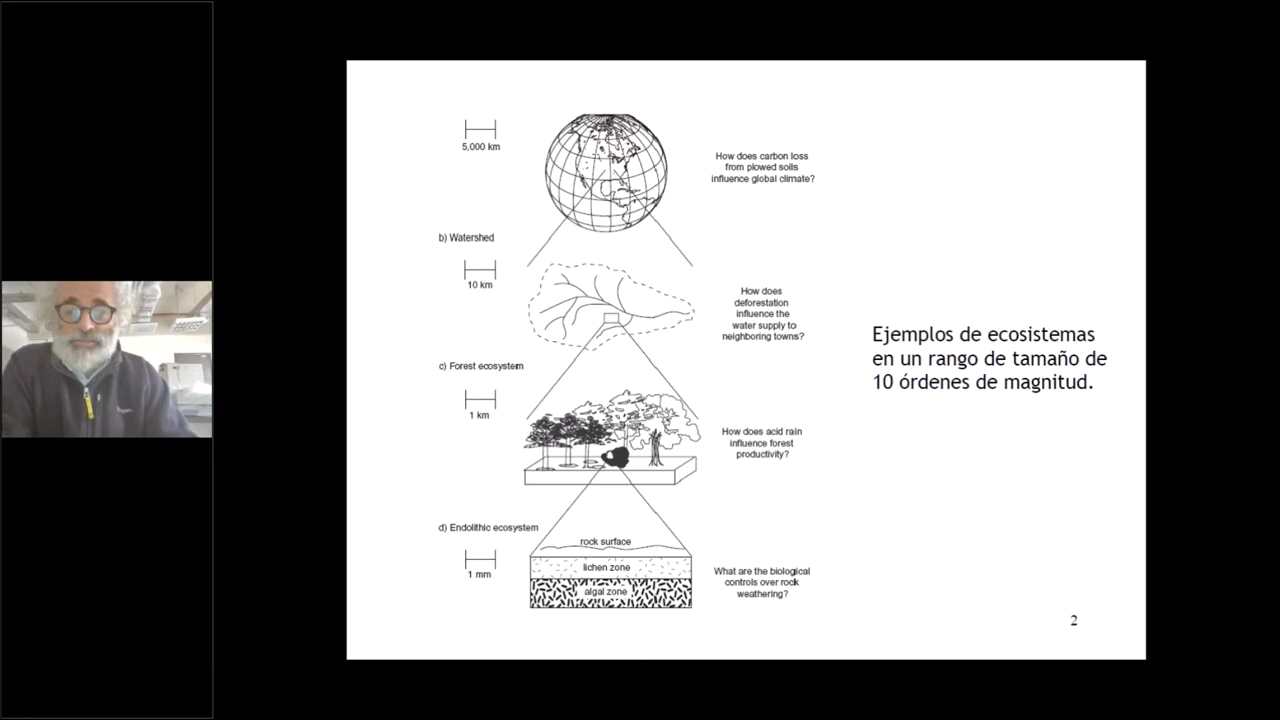 5,000 km
How does carbon loss
from plowed soils
influence global climate?
b) Watershed
10 km
How does
deforestation
influence the
water supply to
neighboring towns?
c) Forest ecosystem
1 km
How does acid rain
influence forest
productivity?
d) Endolithic ecosystem
1 mm
rock surface
lichen zone
algal zone
What are the biological
controls over rock
weathering?
Ejemplos de ecosistemas
en un rango de tamaño de
10 órdenes de magnitud.
2